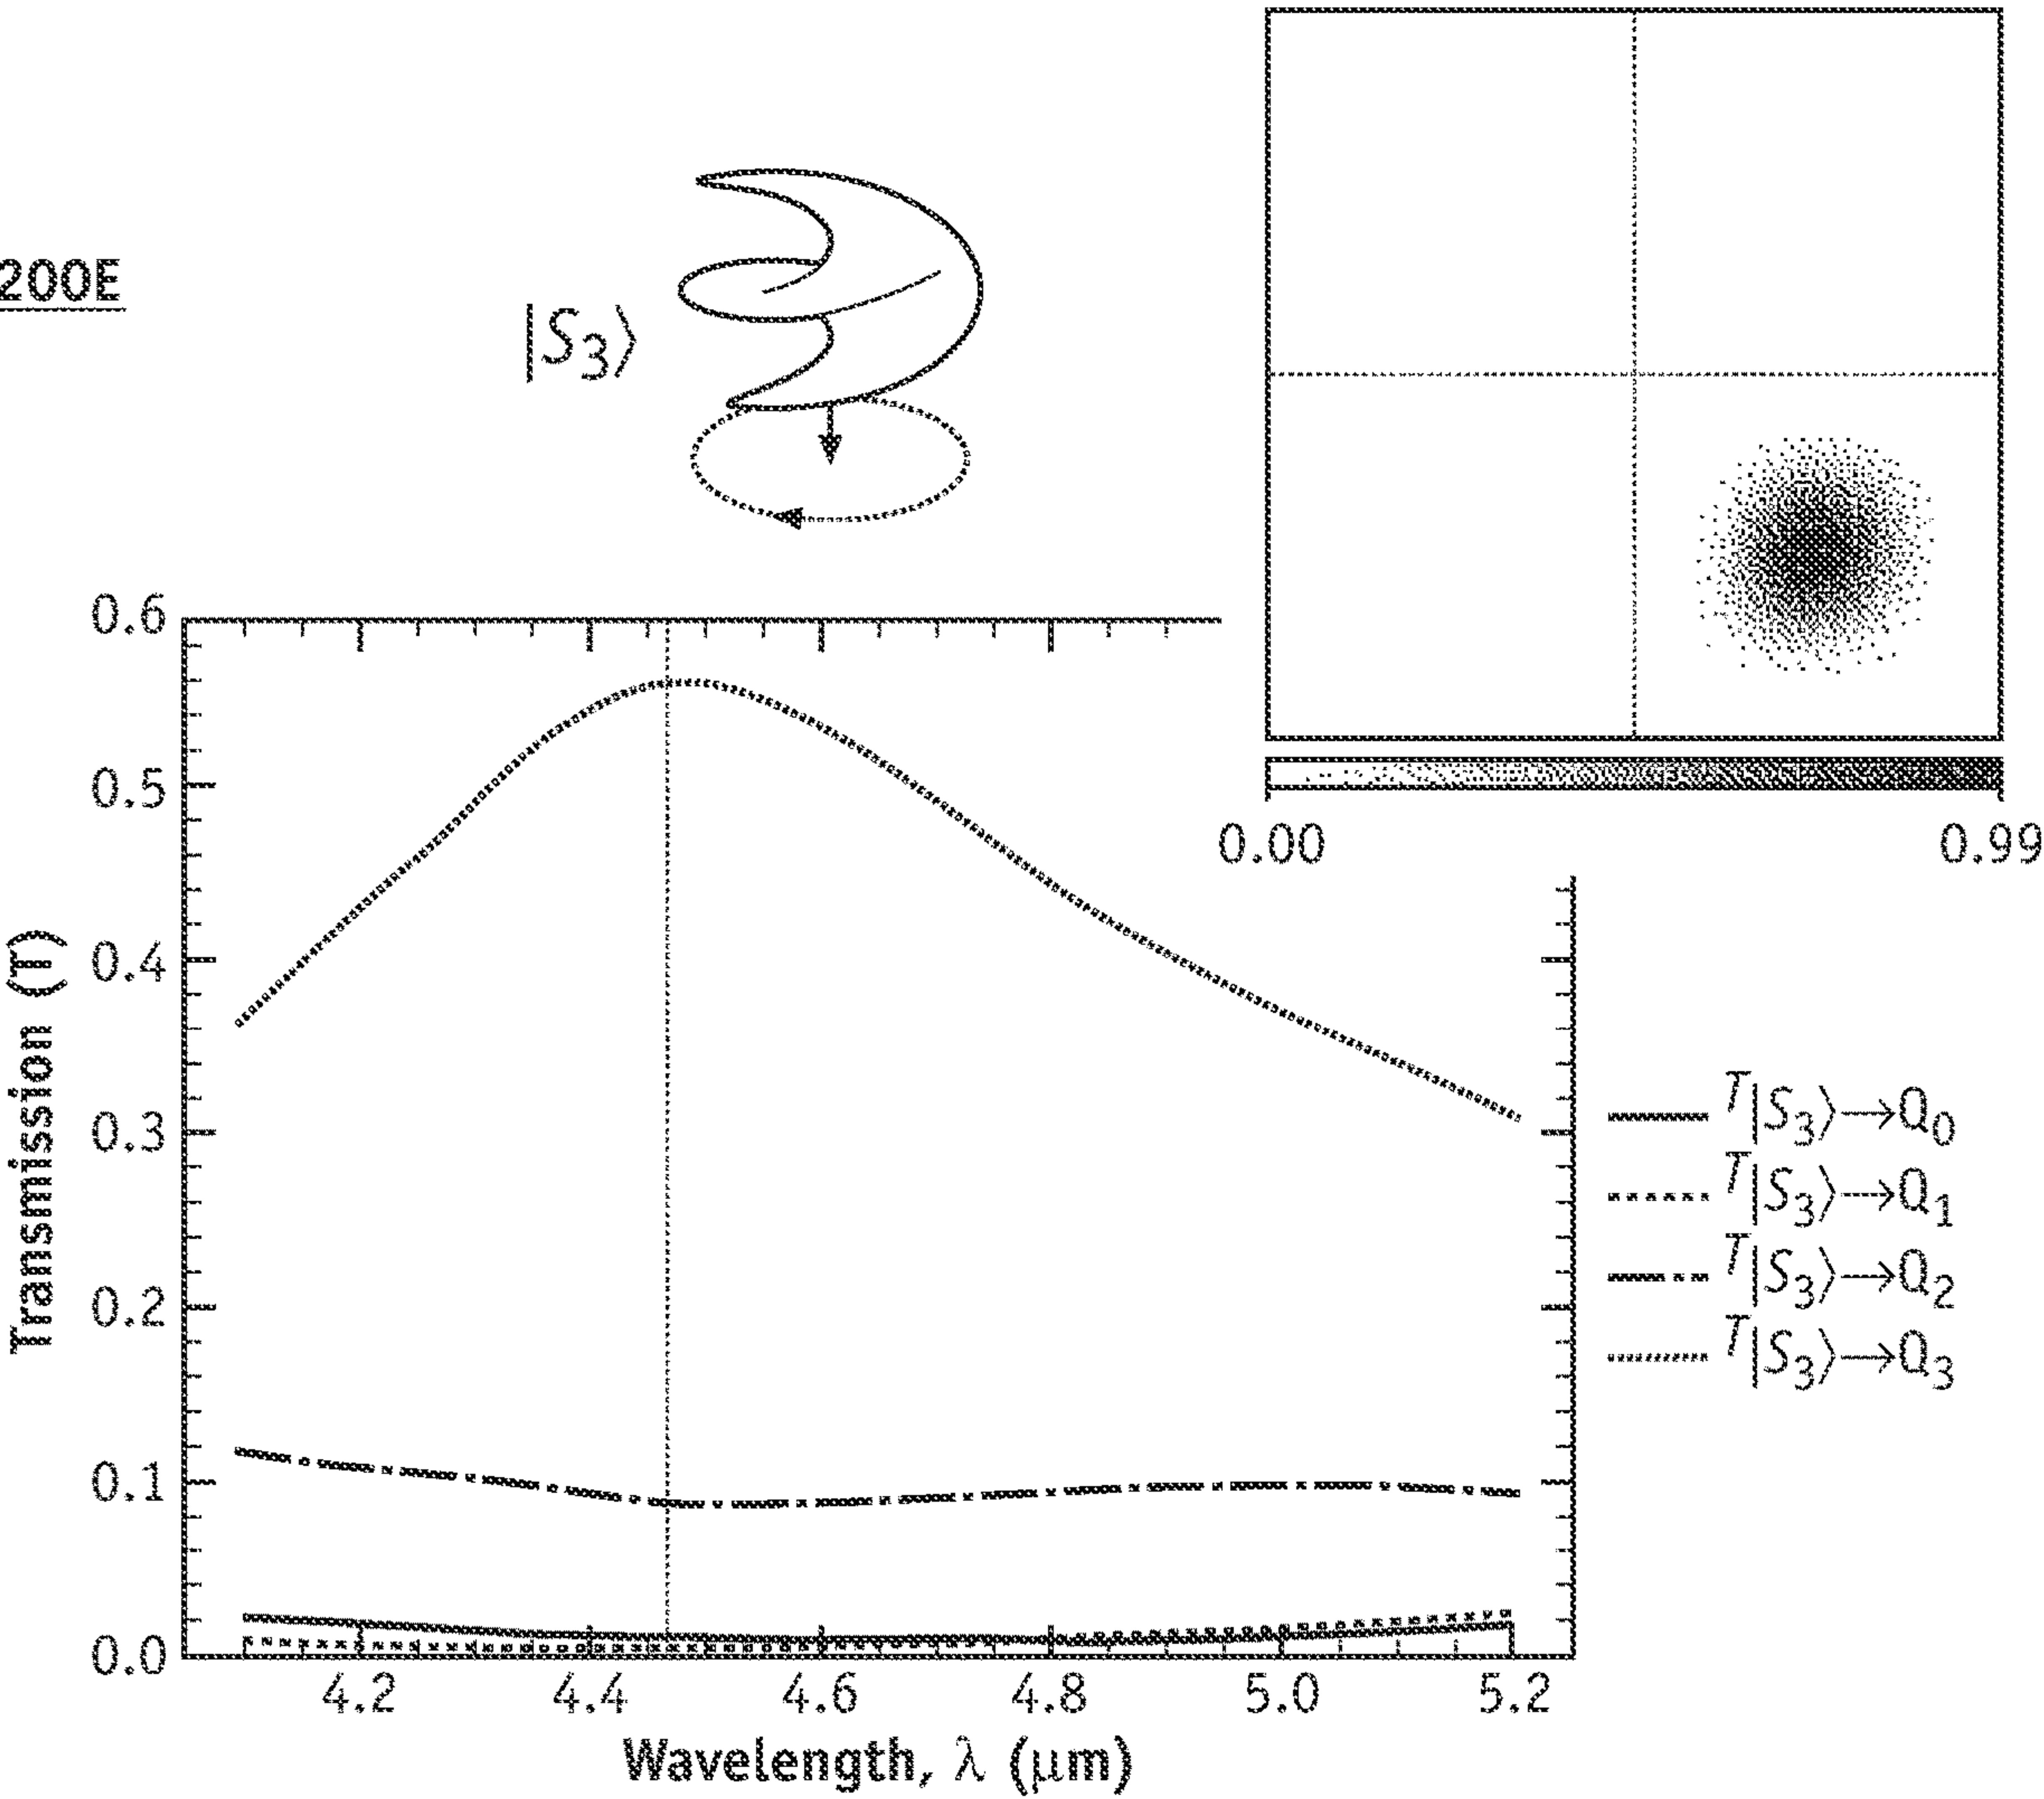 200E
|S₃⟩
0.00 0.99
0.6
0.5
0.4
0.3
0.2
0.1
0.0
Transmission (T)
4.2 4.4 4.6 4.8 5.0 5.2
Wavelength, λ (μm)
T|S₃⟩→Q₀
T|S₃⟩→Q₁
T|S₃⟩→Q₂
T|S₃⟩→Q₃